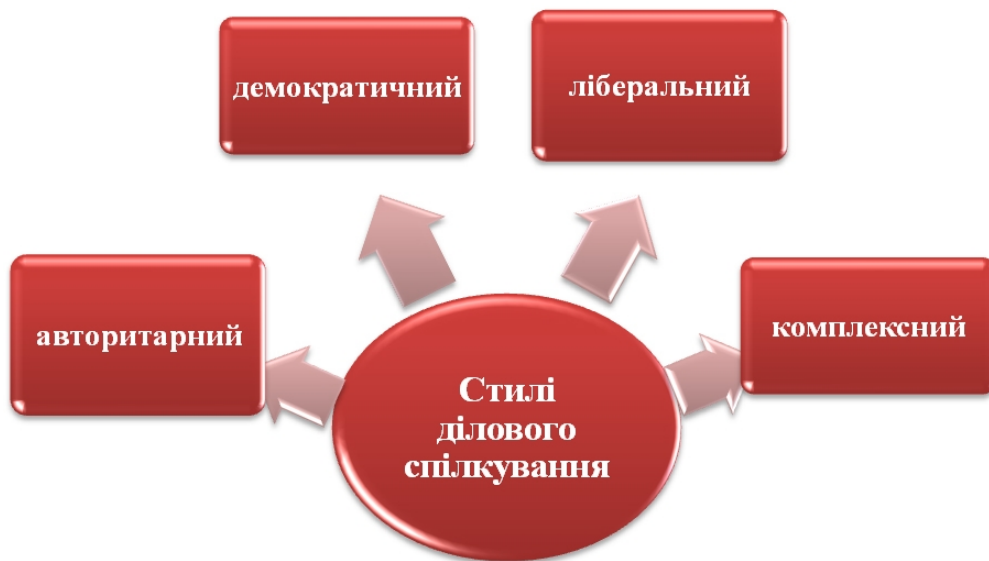 демократичний
ліберальний
авторитарний
комплексний
Стилі
ділового
спілкування